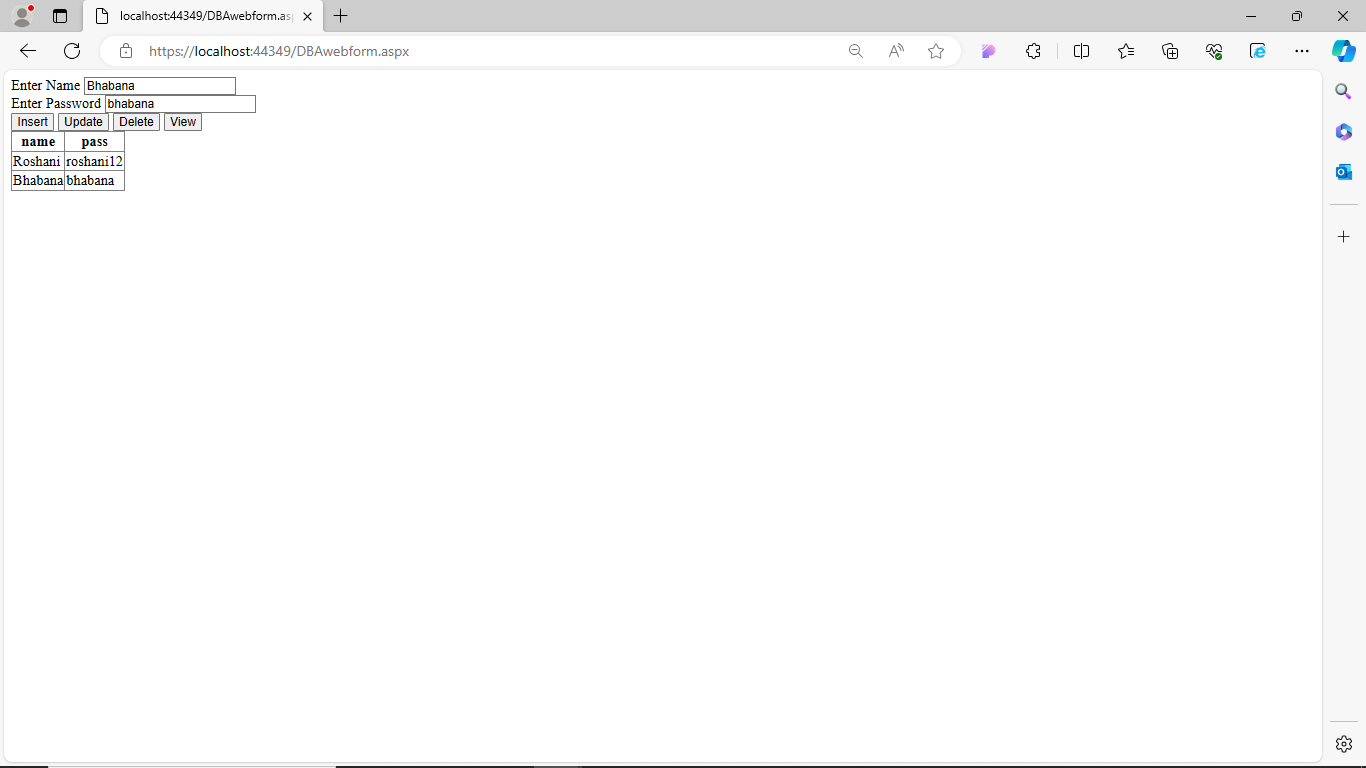 localhost:44349/DBAwebform.as
https://localhost:44349/DBAwebform.aspx
Enter Name Bhabana
Enter Password bhabana
Insert Update Delete View
name pass
Roshani roshani12
Bhabana bhabana